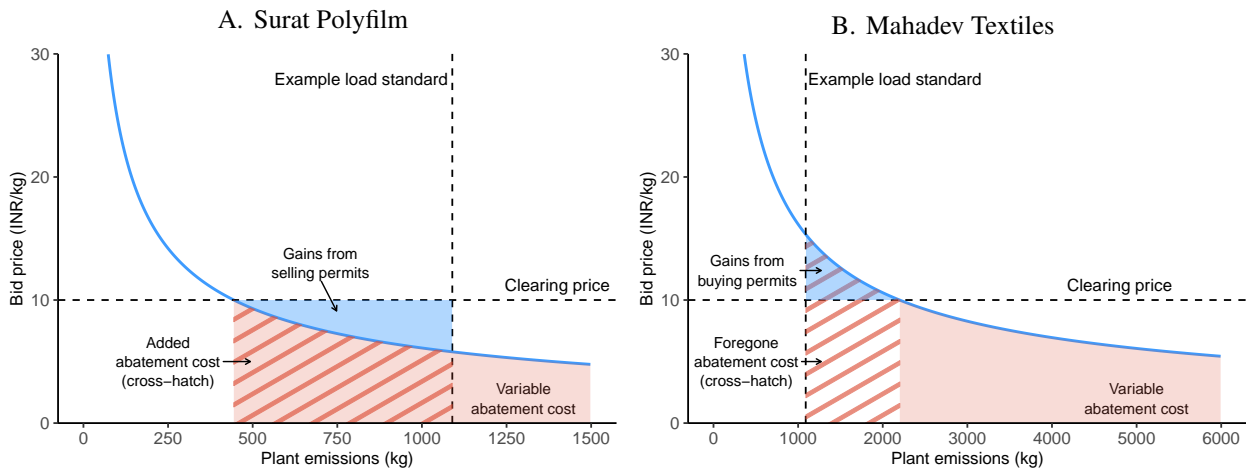 A. Surat Polyfilm
30
20
10
0
Bid price (INR/kg)
Example load standard
Gains from
selling permits
Clearing price
Added
abatement cost
(cross−hatch)
Variable
abatement cost
0
250
500
750
1000
1250
1500
Plant emissions (kg)
B. Mahadev Textiles
30
20
10
0
Bid price (INR/kg)
Example load standard
Gains from
buying permits
Clearing price
Foregone
abatement cost
(cross−hatch)
Variable
abatement cost
0
1000
2000
3000
4000
5000
6000
Plant emissions (kg)